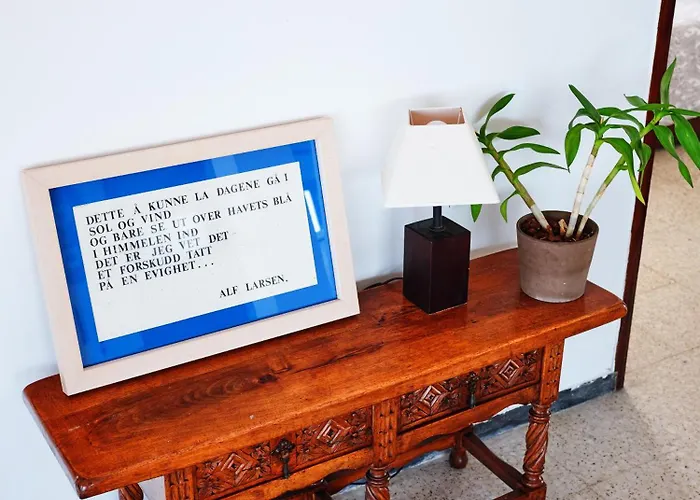 DETTE Å KUNNE LA DAGENE GÅ I
SOL OG VIND
OG BARE SE UT OVER HAVETS BLÅ
I HIMMELEN IND
DET ER JEG VET DET
ET FORSKUDD TATT
PÅ EN EVIGHET...
ALF LARSEN.